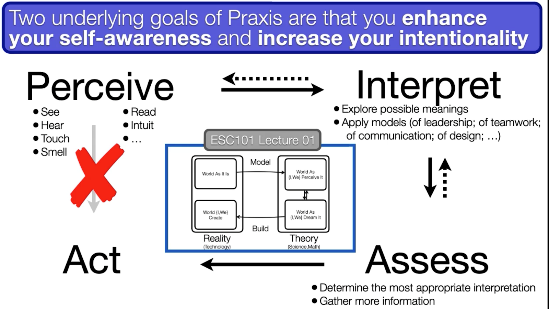 Two underlying goals of Praxis are that you enhance
your self-awareness and increase your intentionality
Perceive
Interpret
• See
• Hear
• Touch
• Smell
• Read
• Intuit
• ...
• Explore possible meanings
• Apply models (of leadership; of teamwork;
of communication; of design; ...)
ESC101 Lecture 01
Model
World As It Is
World As
(I,We) Perceive It
World (I,We)
Create
World As
(I,We) Dream It
Build
Reality
(Technology)
Theory
(Science,Math)
Act
Assess
• Determine the most appropriate interpretation
• Gather more information